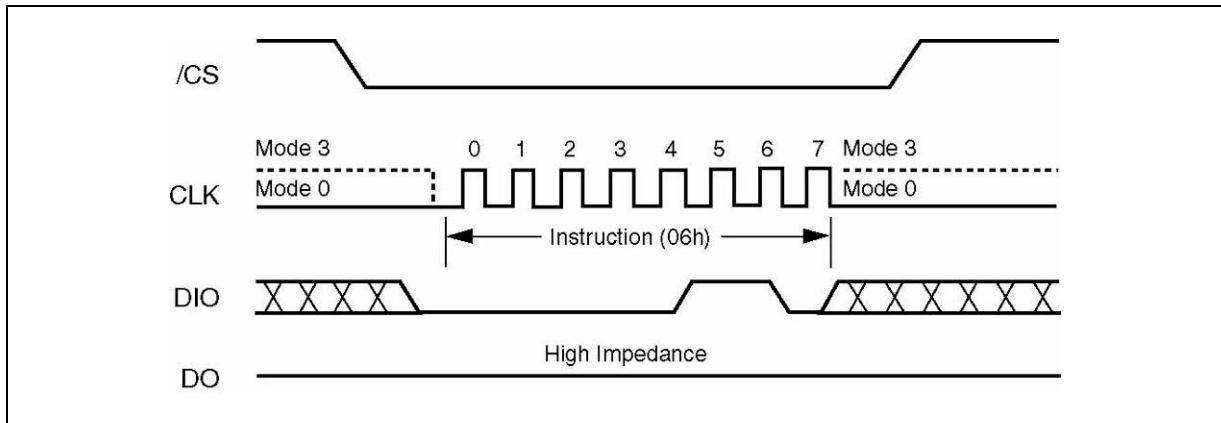 /CS
Mode 3 0 1 2 3 4 5 6 7 Mode 3
CLK Mode 0 Mode 0
Instruction (06h)
DIO
High Impedance
DO